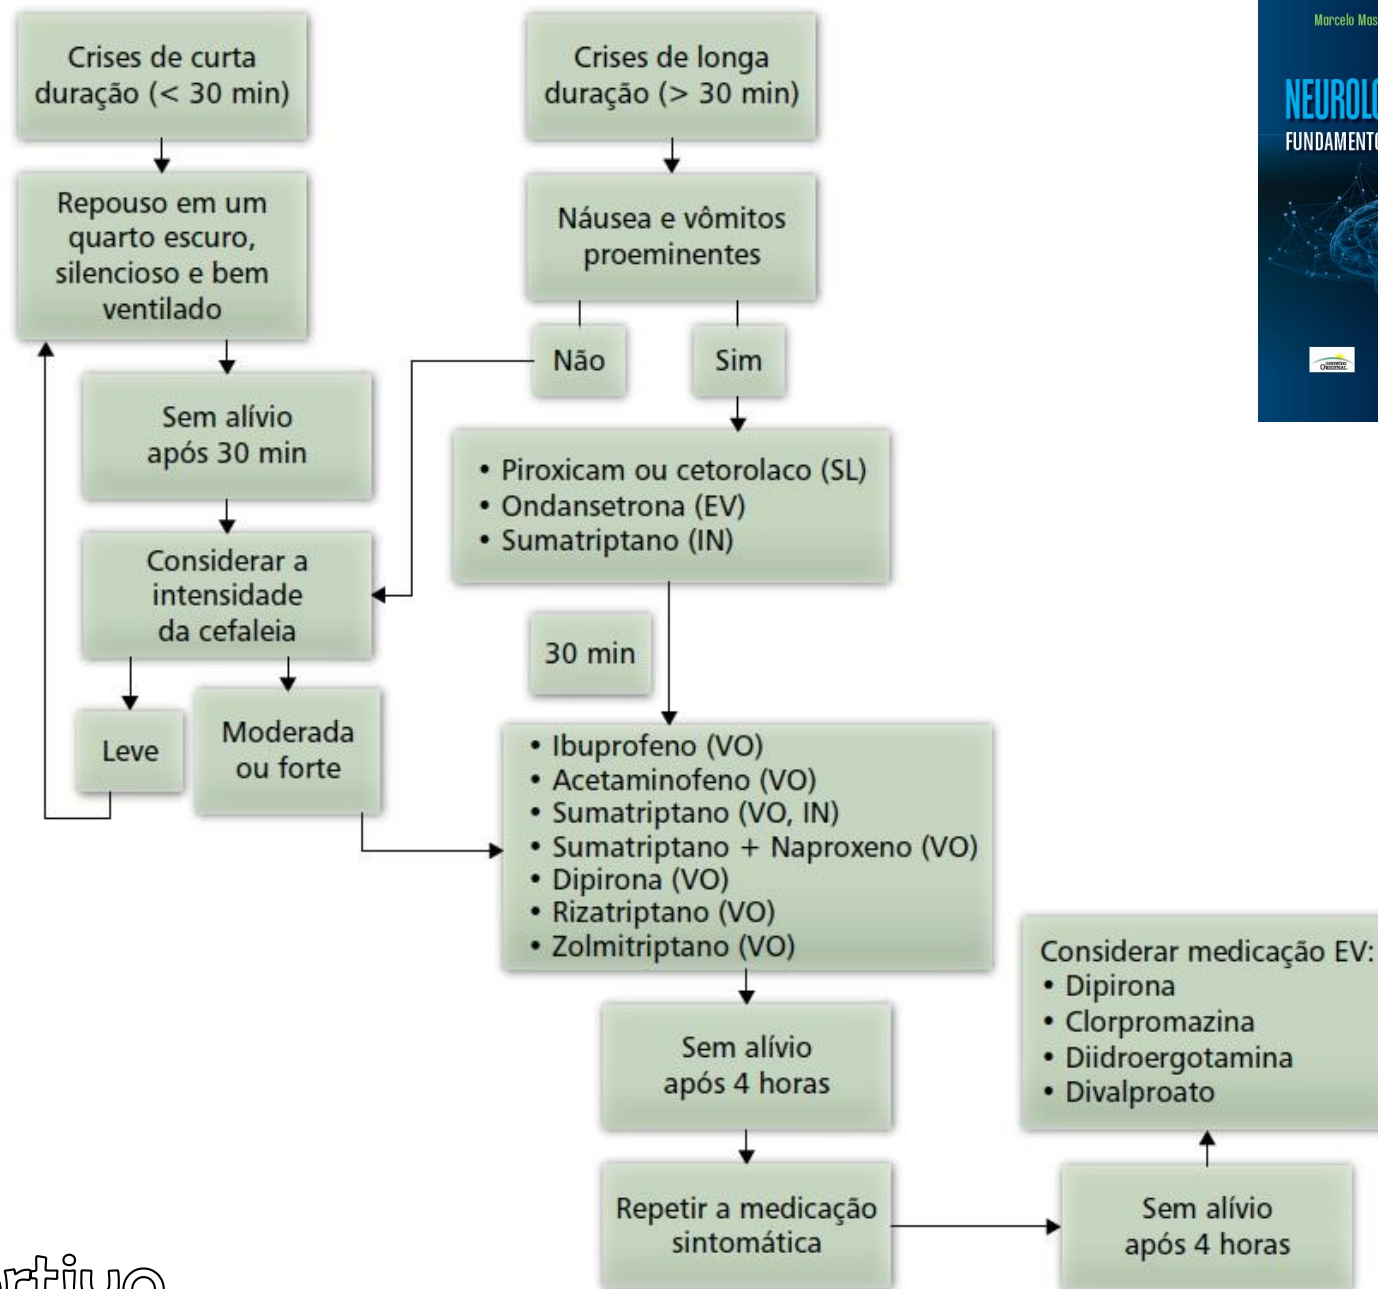 Crises de curta
duração (< 30 min)
Repouso em um
quarto escuro,
silencioso e bem
ventilado
Sem alívio
após 30 min
Considerar a
intensidade
da cefaleia
Leve
Moderada
ou forte
Crises de longa
duração (> 30 min)
Náusea e vômitos
proeminentes
Não
Sim
• Piroxicam ou cetorolaco (SL)
• Ondansetrona (EV)
• Sumatriptano (IN)
30 min
• Ibuprofeno (VO)
• Acetaminofeno (VO)
• Sumatriptano (VO, IN)
• Sumatriptano + Naproxeno (VO)
• Dipirona (VO)
• Rizatriptano (VO)
• Zolmitriptano (VO)
Sem alívio
após 4 horas
Repetir a medicação
sintomática
Sem alívio
após 4 horas
Considerar medicação EV:
• Dipirona
• Clorpromazina
• Diidroergotamina
• Divalproato
Marcelo Mas
NEUROLO
FUNDAMENTO
ORIGINAL